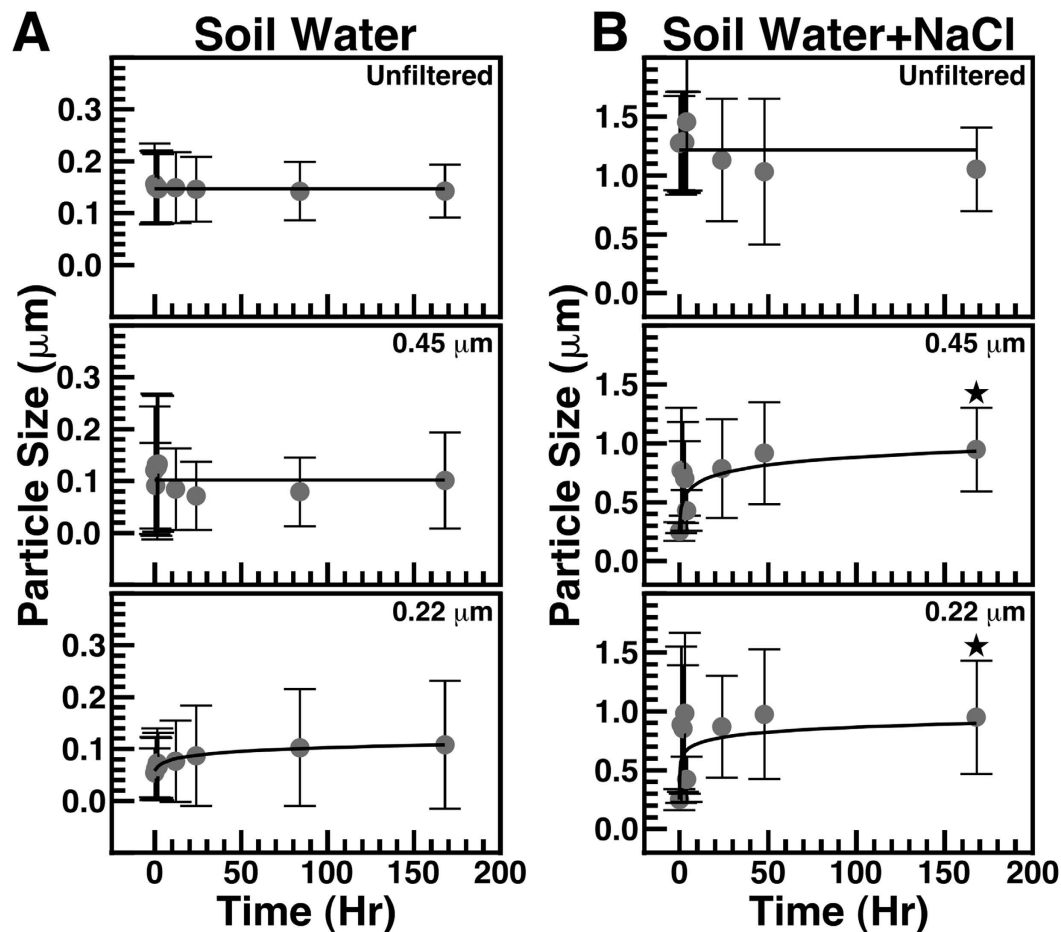 A Soil Water
B Soil Water+NaCl
Unfiltered
0.3
0.2
0.1
0.0
Unfiltered
1.5
1.0
0.5
0.0
Particle Size (μm)
0.45 μm
0.3
0.2
0.1
0.0
Particle Size (μm)
0.45 μm
1.5
1.0
0.5
0.0
0.22 μm
0.3
0.2
0.1
0.0
0 50 100 150 200
Time (Hr)
0.22 μm
1.5
1.0
0.5
0.0
0 50 100 150 200
Time (Hr)